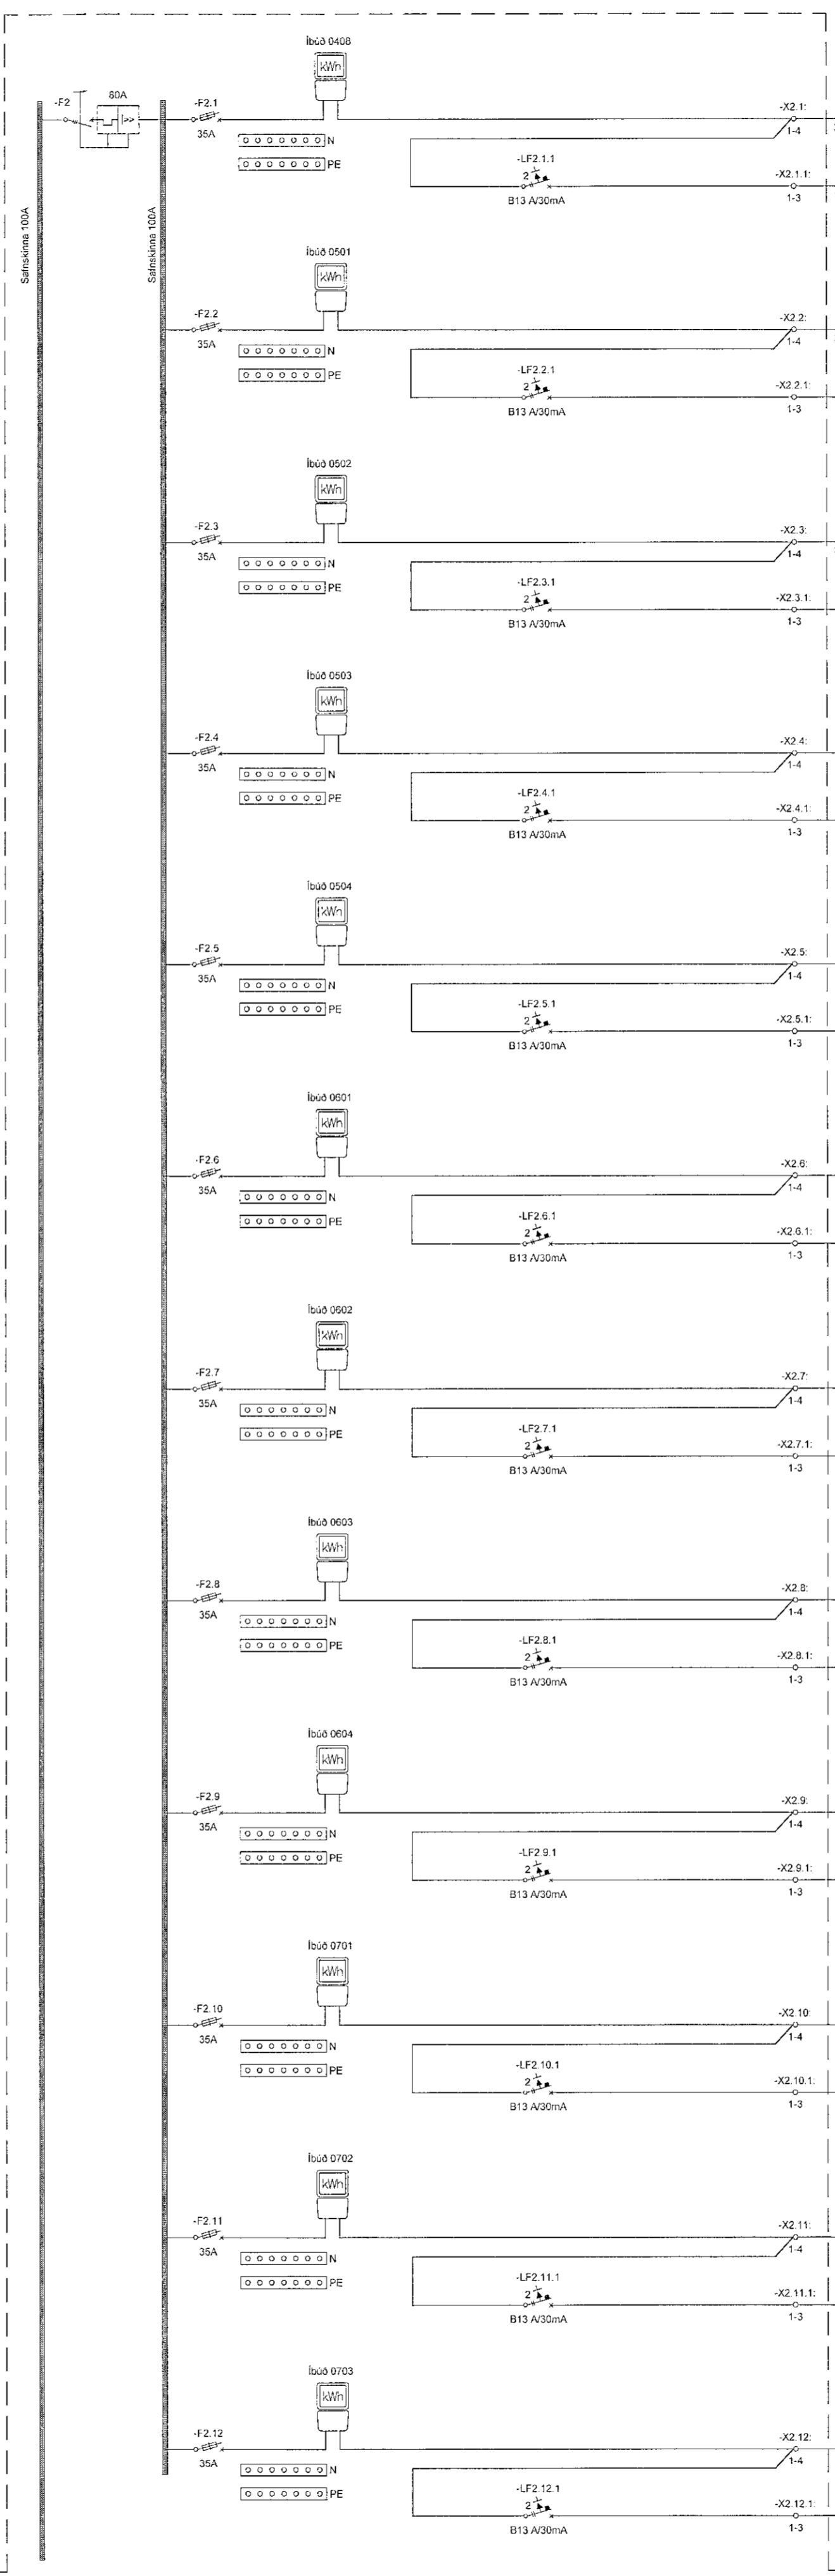 Safnskinna 100A
-F2
80A
Safnskinna 100A
Íbúð 0408
kWh
-F2.1
35A
N
PE
-LF2.1.1
2
B13 A/30mA
-X2.1:
1-4
-X2.1.1:
1-3
Íbúð 0501
kWh
-F2.2
35A
N
PE
-LF2.2.1
2
B13 A/30mA
-X2.2:
1-4
-X2.2.1:
1-3
Íbúð 0502
kWh
-F2.3
35A
N
PE
-LF2.3.1
2
B13 A/30mA
-X2.3:
1-4
-X2.3.1:
1-3
Íbúð 0503
kWh
-F2.4
35A
N
PE
-LF2.4.1
2
B13 A/30mA
-X2.4:
1-4
-X2.4.1:
1-3
Íbúð 0504
kWh
-F2.5
35A
N
PE
-LF2.5.1
2
B13 A/30mA
-X2.5:
1-4
-X2.5.1:
1-3
Íbúð 0601
kWh
-F2.6
35A
N
PE
-LF2.6.1
2
B13 A/30mA
-X2.6:
1-4
-X2.6.1:
1-3
Íbúð 0602
kWh
-F2.7
35A
N
PE
-LF2.7.1
2
B13 A/30mA
-X2.7:
1-4
-X2.7.1:
1-3
Íbúð 0603
kWh
-F2.8
35A
N
PE
-LF2.8.1
2
B13 A/30mA
-X2.8:
1-4
-X2.8.1:
1-3
Íbúð 0604
kWh
-F2.9
35A
N
PE
-LF2.9.1
2
B13 A/30mA
-X2.9:
1-4
-X2.9.1:
1-3
Íbúð 0701
kWh
-F2.10
35A
N
PE
-LF2.10.1
2
B13 A/30mA
-X2.10:
1-4
-X2.10.1:
1-3
Íbúð 0702
kWh
-F2.11
35A
N
PE
-LF2.11.1
2
B13 A/30mA
-X2.11:
1-4
-X2.11.1:
1-3
Íbúð 0703
kWh
-F2.12
35A
N
PE
-LF2.12.1
2
B13 A/30mA
-X2.12:
1-4
-X2.12.1:
1-3